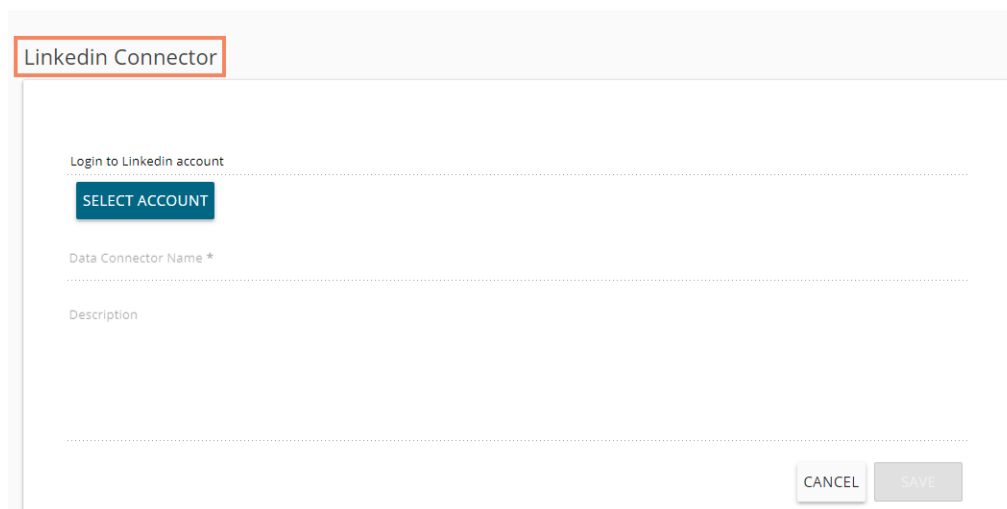 Linkedin Connector
Login to Linkedin account
SELECT ACCOUNT
Data Connector Name *
Description
CANCEL SAVE